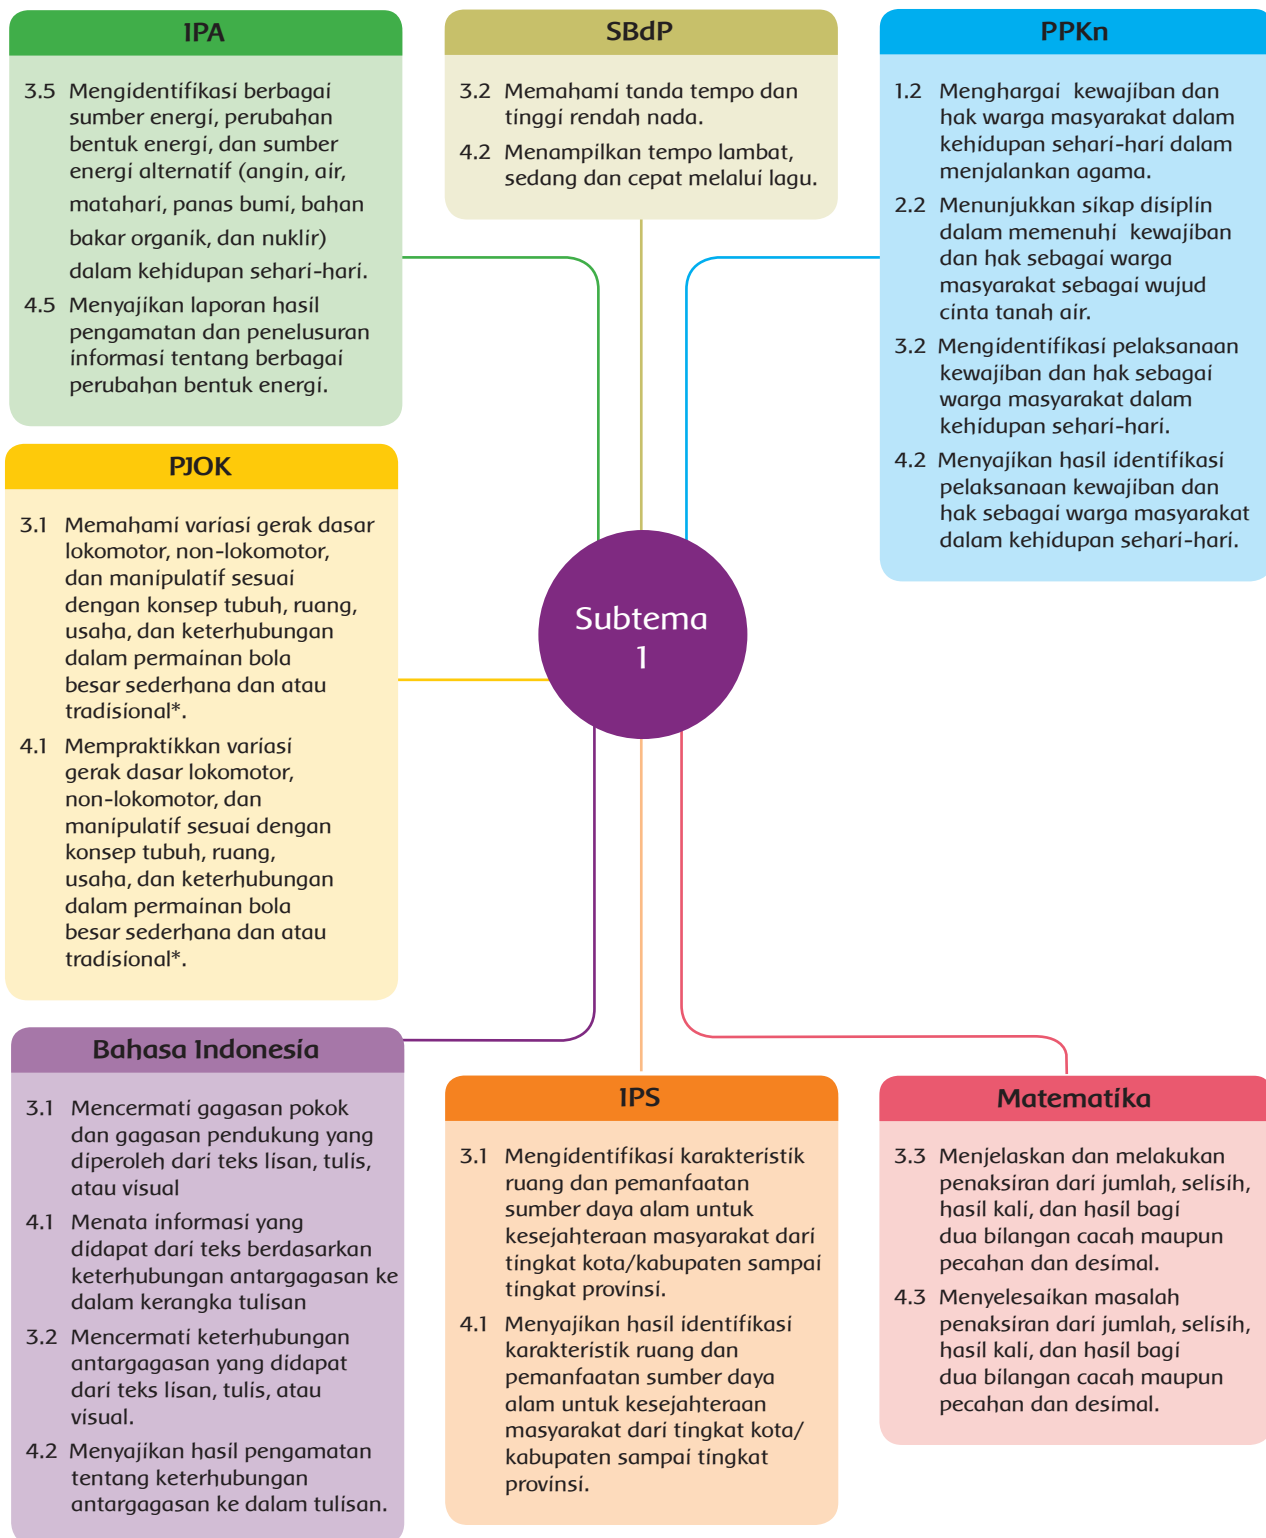 IPA
3.5 Mengidentifikasi berbagai
sumber energi, perubahan
bentuk energi, dan sumber
energi alternatif (angin, air,
matahari, panas bumi, bahan
bakar organik, dan nuklir)
dalam kehidupan sehari-hari.
4.5 Menyajikan laporan hasil
pengamatan dan penelusuran
informasi tentang berbagai
perubahan bentuk energi.
SBdP
3.2 Memahami tanda tempo dan
tinggi rendah nada.
4.2 Menampilkan tempo lambat,
sedang dan cepat melalui lagu.
PPKn
1.2 Menghargai kewajiban dan
hak warga masyarakat dalam
kehidupan sehari-hari dalam
menjalankan agama.
2.2 Menunjukkan sikap disiplin
dalam memenuhi kewajiban
dan hak sebagai warga
masyarakat sebagai wujud
cinta tanah air.
3.2 Mengidentifikasi pelaksanaan
kewajiban dan hak sebagai
warga masyarakat dalam
kehidupan sehari-hari.
4.2 Menyajikan hasil identifikasi
pelaksanaan kewajiban dan
hak sebagai warga masyarakat
dalam kehidupan sehari-hari.
PJOK
3.1 Memahami variasi gerak dasar
lokomotor, non-lokomotor,
dan manipulatif sesuai
dengan konsep tubuh, ruang,
usaha, dan keterhubungan
dalam permainan bola
besar sederhana dan atau
tradisional*.
4.1 Mempraktikkan variasi
gerak dasar lokomotor,
non-lokomotor, dan
manipulatif sesuai dengan
konsep tubuh, ruang,
usaha, dan keterhubungan
dalam permainan bola
besar sederhana dan atau
tradisional*.
Subtema
1
Bahasa Indonesia
3.1 Mencermati gagasan pokok
dan gagasan pendukung yang
diperoleh dari teks lisan, tulis,
atau visual
4.1 Menata informasi yang
didapat dari teks berdasarkan
keterhubungan antargagasan ke
dalam kerangka tulisan
3.2 Mencermati keterhubungan
antargagasan yang didapat
dari teks lisan, tulis, atau
visual.
4.2 Menyajikan hasil pengamatan
tentang keterhubungan
antargagasan ke dalam tulisan.
IPS
3.1 Mengidentifikasi karakteristik
ruang dan pemanfaatan
sumber daya alam untuk
kesejahteraan masyarakat dari
tingkat kota/kabupaten sampai
tingkat provinsi.
4.1 Menyajikan hasil identifikasi
karakteristik ruang dan
pemanfaatan sumber daya
alam untuk kesejahteraan
masyarakat dari tingkat kota/
kabupaten sampai tingkat
provinsi.
Matematika
3.3 Menjelaskan dan melakukan
penaksiran dari jumlah, selisih,
hasil kali, dan hasil bagi
dua bilangan cacah maupun
pecahan dan desimal.
4.3 Menyelesaikan masalah
penaksiran dari jumlah, selisih,
hasil kali, dan hasil bagi
dua bilangan cacah maupun
pecahan dan desimal.